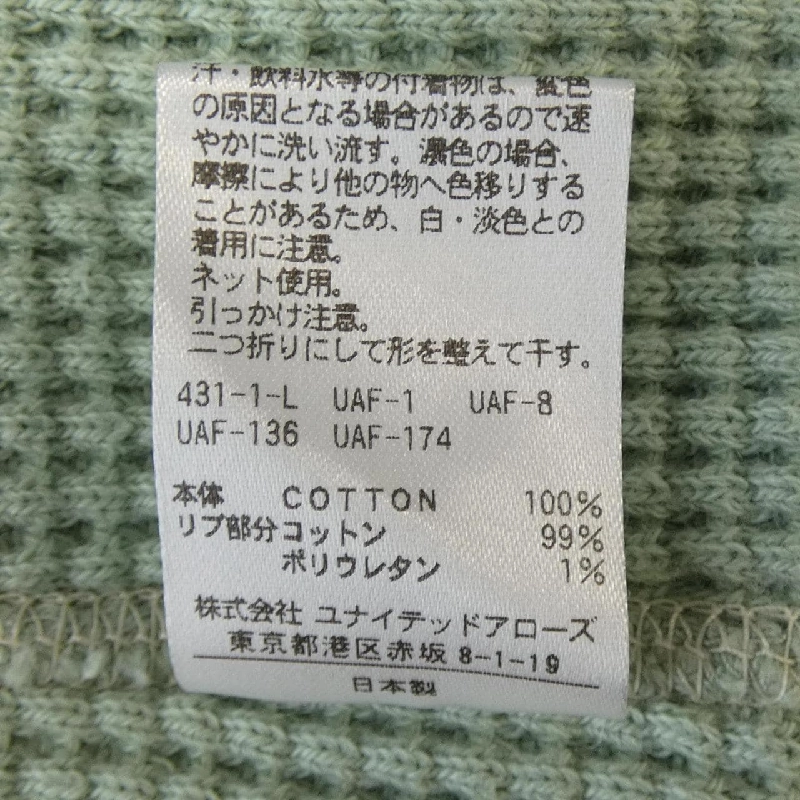 汗・飲料水等の付着物は、変色
の原因となる場合があるので速
やかに洗い流す。濃色の場合、
摩擦により他の物へ色移りする
ことがあるため、白・淡色との
着用に注意。
ネット使用。
引っかけ注意。
二つ折りにして形を整えて干す。
431-1-L UAF-1 UAF-8
UAF-136 UAF-174
本体 COTTON 100%
リブ部分 コットン 99%
ポリウレタン 1%
株式会社 ユナイテッドアローズ
東京都港区赤坂 8-1-19
日本製